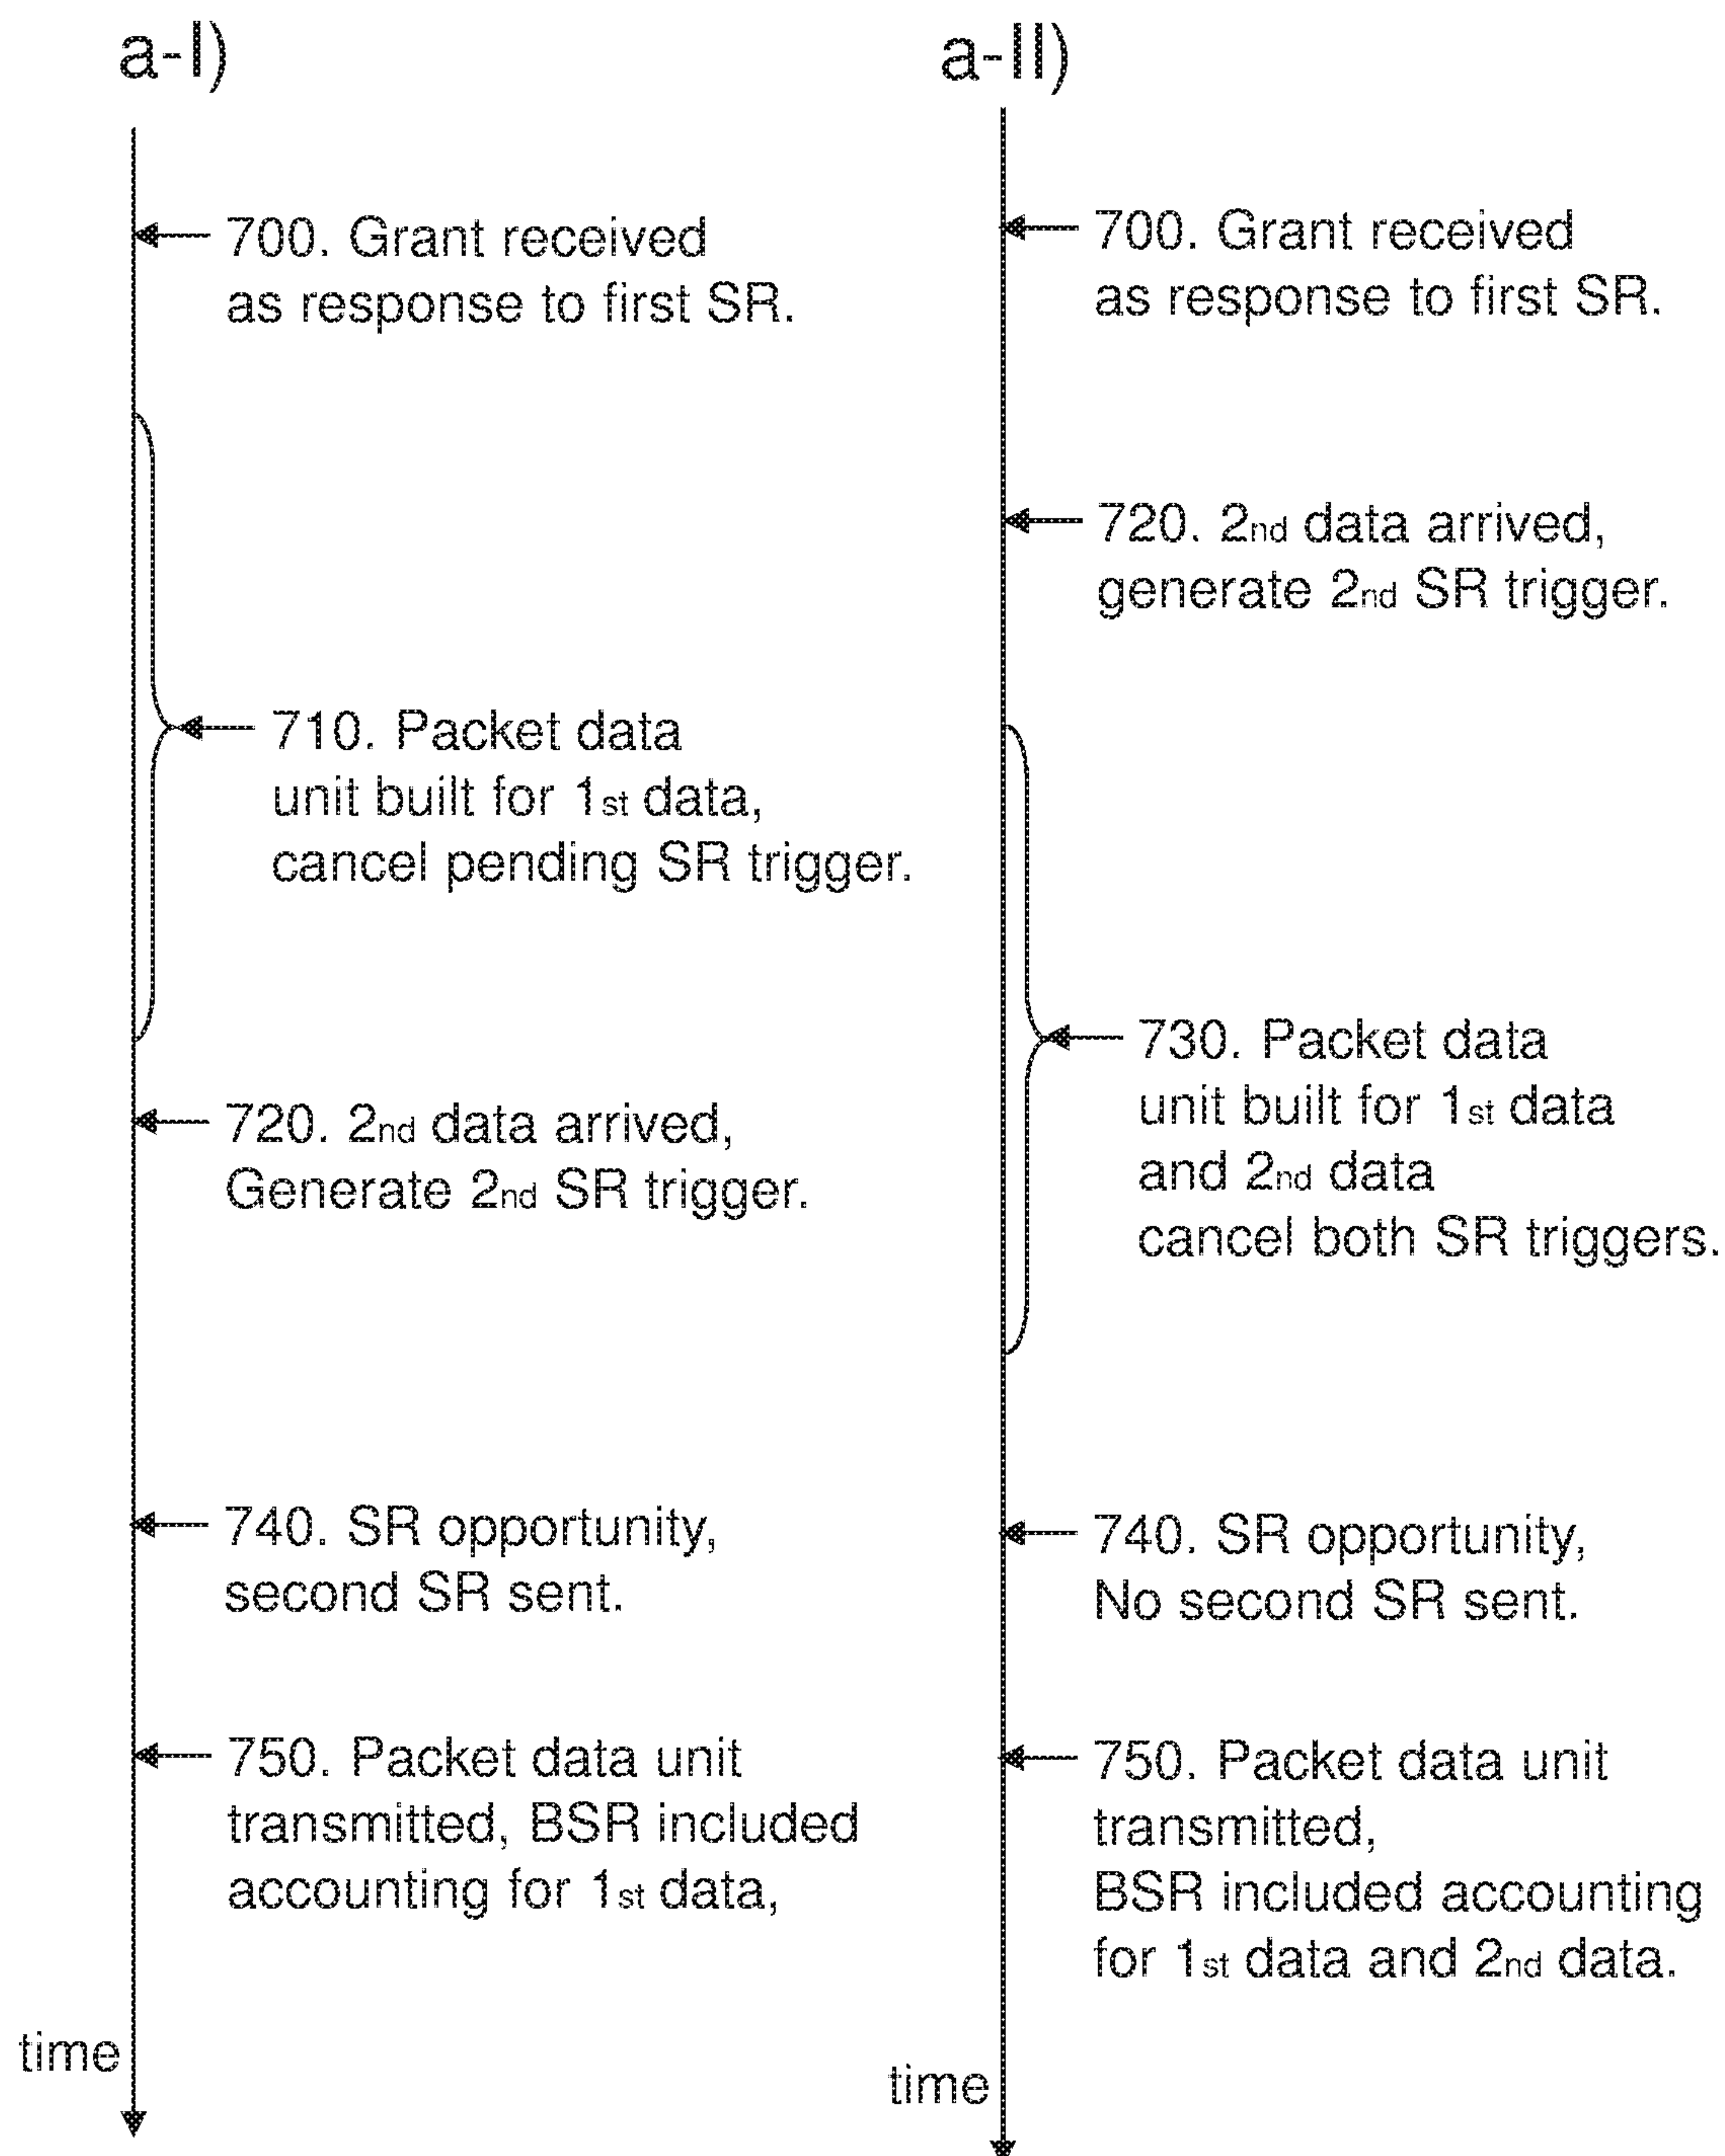 a-I)
700. Grant received
as response to first SR.
710. Packet data
unit built for 1st data,
cancel pending SR trigger.
720. 2nd data arrived,
Generate 2nd SR trigger.
740. SR opportunity,
second SR sent.
750. Packet data unit
transmitted, BSR included
accounting for 1st data,
time
a-II)
700. Grant received
as response to first SR.
720. 2nd data arrived,
generate 2nd SR trigger.
730. Packet data
unit built for 1st data
and 2nd data
cancel both SR triggers.
740. SR opportunity,
No second SR sent.
750. Packet data unit
transmitted,
BSR included accounting
for 1st data and 2nd data.
time